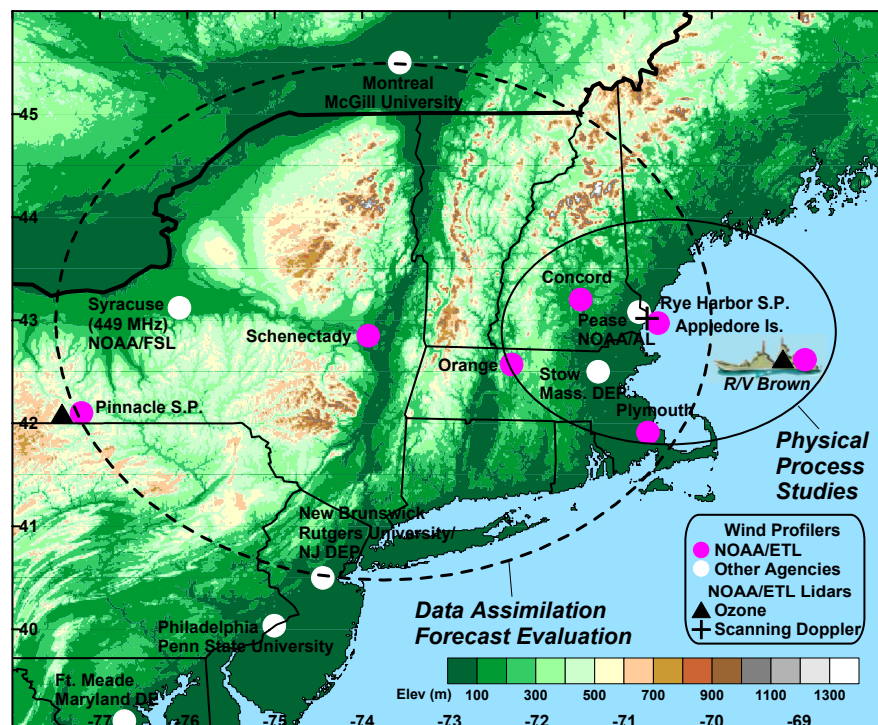 Montreal
McGill University
45
44
43
42
41
40
Syracuse
(449 MHz)
NOAA/FSL
Schenectady
Concord
Pease
NOAA/AL
Rye Harbor S.P.
Appledore Is.
Orange
Stow
Mass. DEP
R/V Brown
Pinnacle S.P.
Plymouth
Physical
Process
Studies
New Brunswick
Rutgers University/
NJ DEP
Wind Profilers
NOAA/ETL
Other Agencies
NOAA/ETL Lidars
Ozone
Scanning Doppler
Data Assimilation
Forecast Evaluation
Philadelphia
Penn State University
Ft. Meade
Maryland DE
Elev (m) 100 300 500 700 900 1100 1300
-77 -76 -75 -74 -73 -72 -71 -70 -69